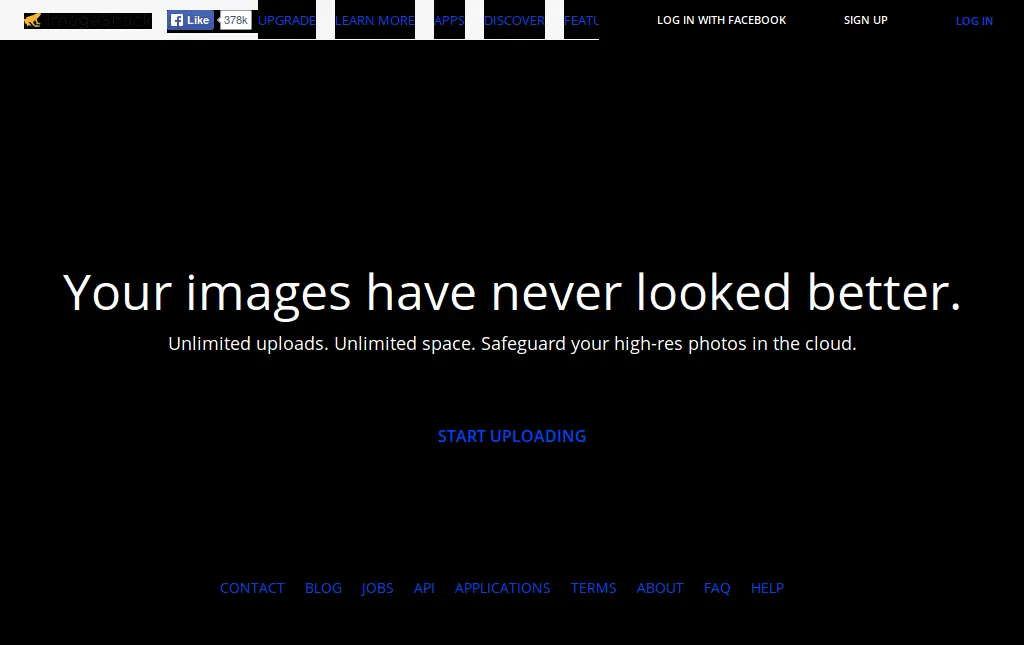 ImageShack Like 378k UPGRADE LEARN MORE APPS DISCOVER FEATU LOG IN WITH FACEBOOK SIGN UP LOG IN
Your images have never looked better.
Unlimited uploads. Unlimited space. Safeguard your high-res photos in the cloud.
START UPLOADING
CONTACT BLOG JOBS API APPLICATIONS TERMS ABOUT FAQ HELP